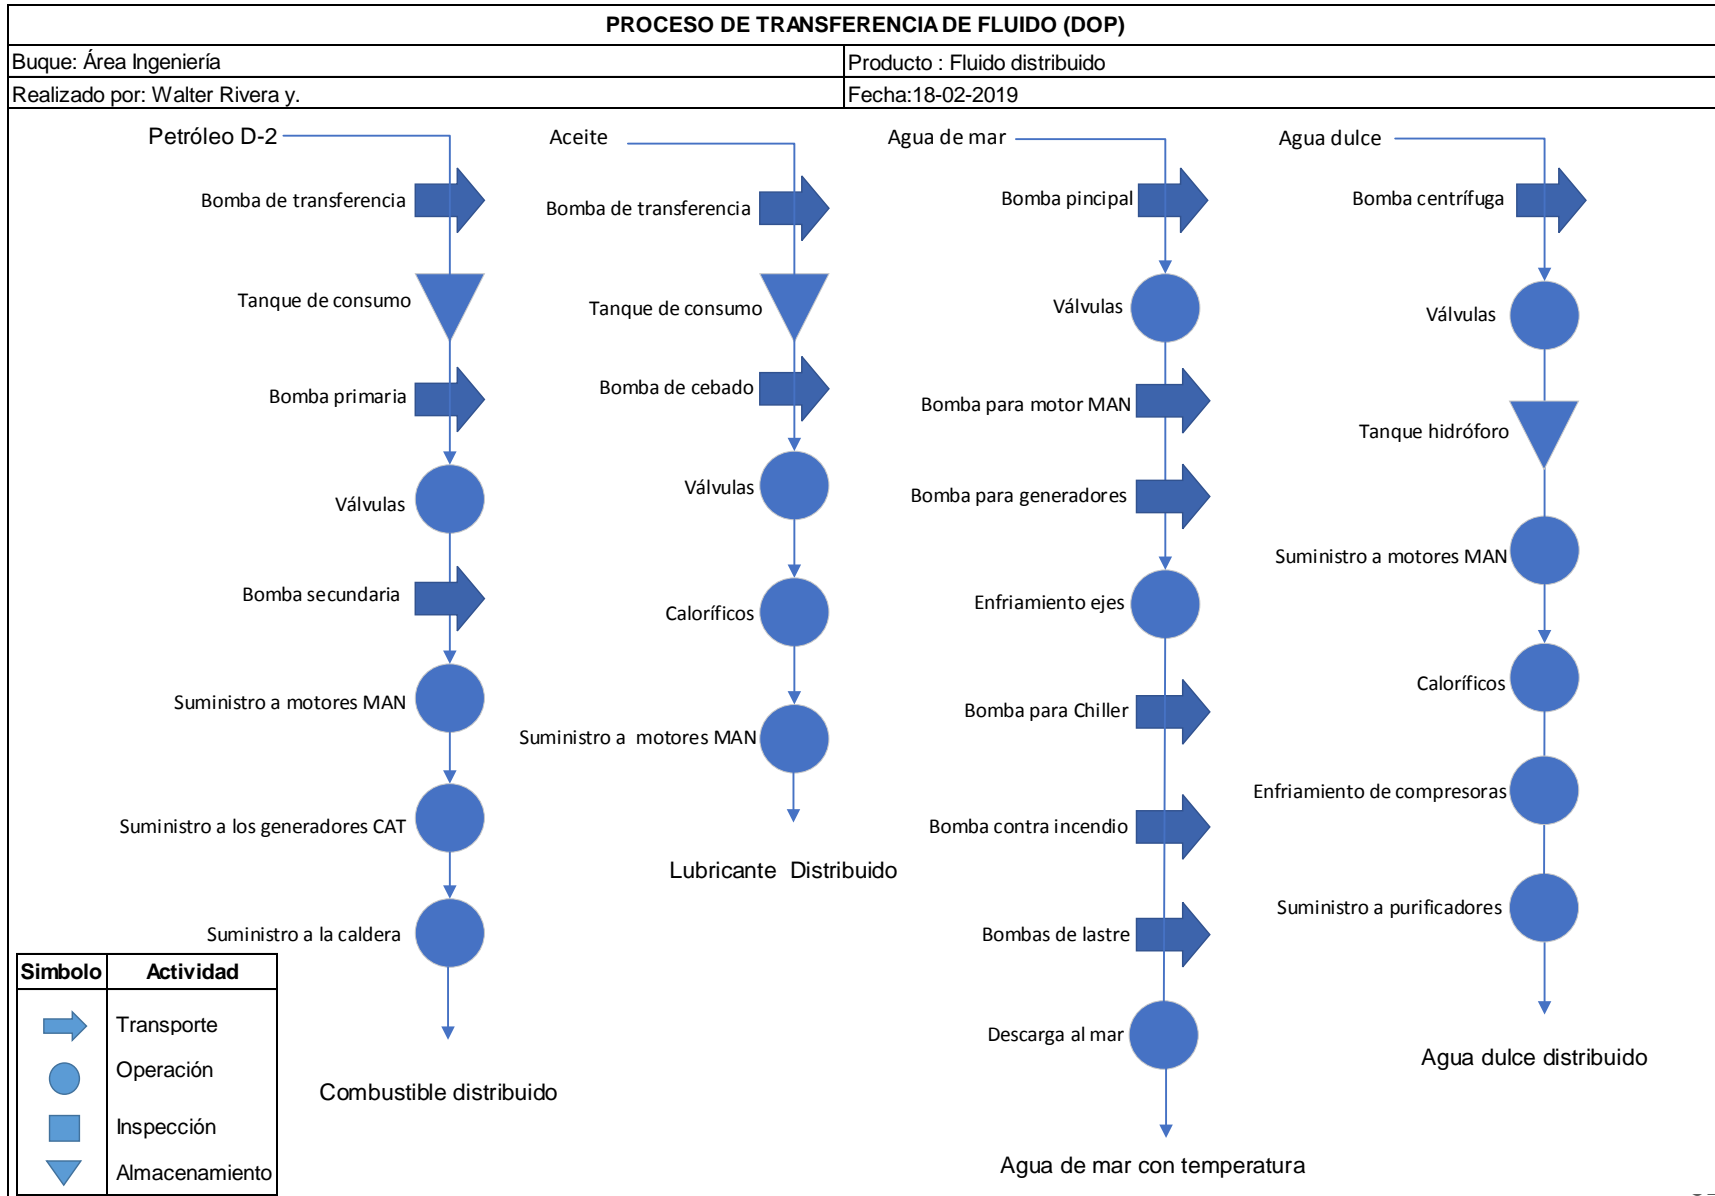 PROCESO DE TRANSFERENCIA DE FLUIDO (DOP)
Buque: Área Ingeniería
Producto : Fluido distribuido
Realizado por: Walter Rivera y.
Fecha:18-02-2019
Petróleo D-2
Bomba de transferencia
Tanque de consumo
Bomba primaria
Válvulas
Bomba secundaria
Suministro a motores MAN
Suministro a los generadores CAT
Suministro a la caldera
Combustible distribuido
Aceite
Bomba de transferencia
Tanque de consumo
Bomba de cebado
Válvulas
Caloríficos
Suministro a motores MAN
Lubricante Distribuido
Agua de mar
Bomba pincipal
Válvulas
Bomba para motor MAN
Bomba para generadores
Enfriamiento ejes
Bomba para Chiller
Bomba contra incendio
Bombas de lastre
Descarga al mar
Agua de mar con temperatura
Agua dulce
Bomba centrífuga
Válvulas
Tanque hidróforo
Suministro a motores MAN
Caloríficos
Enfriamiento de compresoras
Suministro a purificadores
Agua dulce distribuido
Simbolo Actividad
Transporte
Operación
Inspección
Almacenamiento